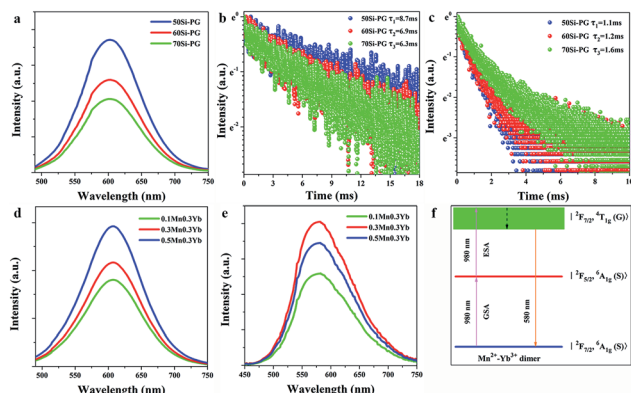 a
50Si-PG
60Si-PG
70Si-PG
Intensity (a.u.)
500 550 600 650 700 750
Wavelength (nm)
b
50Si-PG τ1=8.7ms
60Si-PG τ2=6.9ms
70Si-PG τ3=6.3ms
e^0
e^-1
e^-2
Intensity (a.u.)
0 3 6 9 12 15 18
Time (ms)
c
50Si-PG τ1=1.1ms
60Si-PG τ2=1.2ms
70Si-PG τ3=1.6ms
e^0
e^-1
e^-2
e^-3
Intensity (a.u.)
0 2 4 6 8 10
Time (ms)
d
0.1Mn0.3Yb
0.3Mn0.3Yb
0.5Mn0.3Yb
Intensity (a.u.)
500 550 600 650 700 750
Wavelength (nm)
e
0.1Mn0.3Yb
0.3Mn0.3Yb
0.5Mn0.3Yb
Intensity (a.u.)
450 500 550 600 650 700 750
Wavelength (nm)
f
| ²F7/2, ⁴T1g (G)⟩
980 nm
ESA
| ²F5/2, ⁶A1g (S)⟩
980 nm
GSA
580 nm
| ²F7/2, ⁶A1g (S)⟩
Mn²⁺-Yb³⁺ dimer